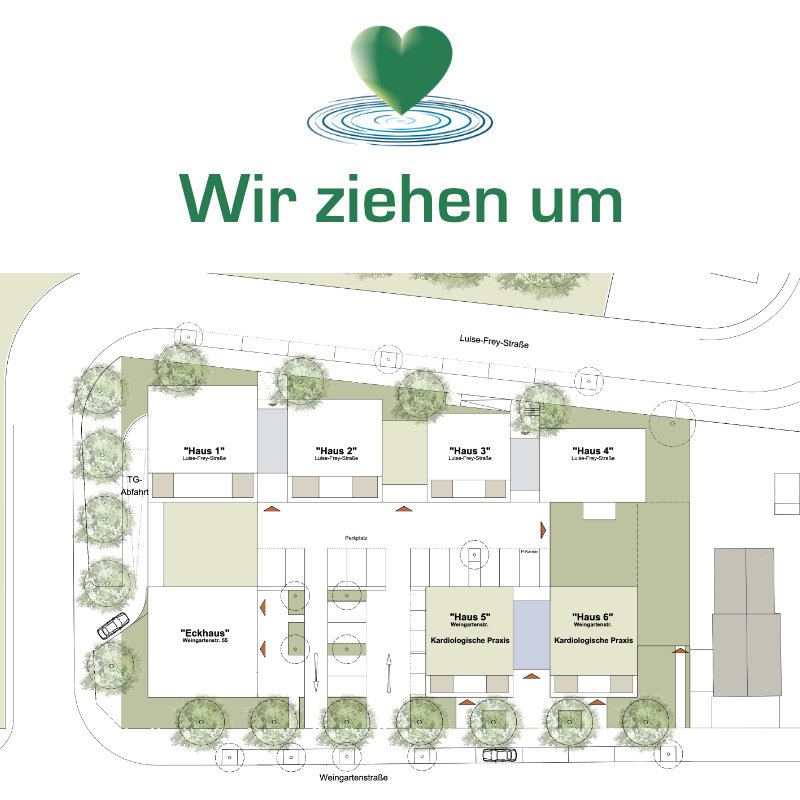 Wir ziehen um
Luise-Frey-Straße
"Haus 1"
Luise-Frey-Straße
"Haus 2"
Luise-Frey-Straße
"Haus 3"
Luise-Frey-Straße
"Haus 4"
Luise-Frey-Straße
TG-
Abfahrt
Parkplatz
"Eckhaus"
Weingartenstr. 55
"Haus 5"
Weingartenstr.
Kardiologische Praxis
"Haus 6"
Weingartenstr.
Kardiologische Praxis
Weingartenstraße